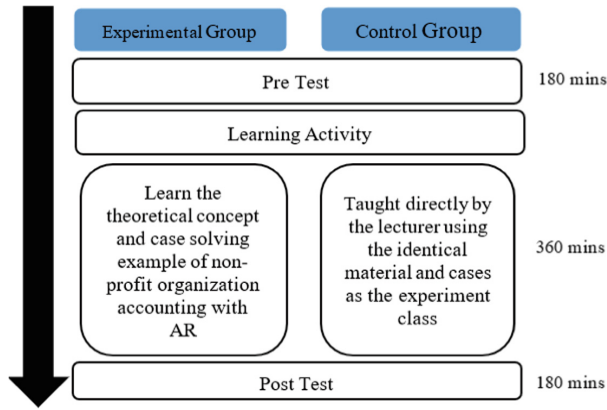 Experimental Group
Control Group
Pre Test
180 mins
Learning Activity
Learn the
theoretical concept
and case solving
example of non-
profit organization
accounting with
AR
Taught directly by
the lecturer using
the identical
material and cases
as the experiment
class
360 mins
Post Test
180 mins